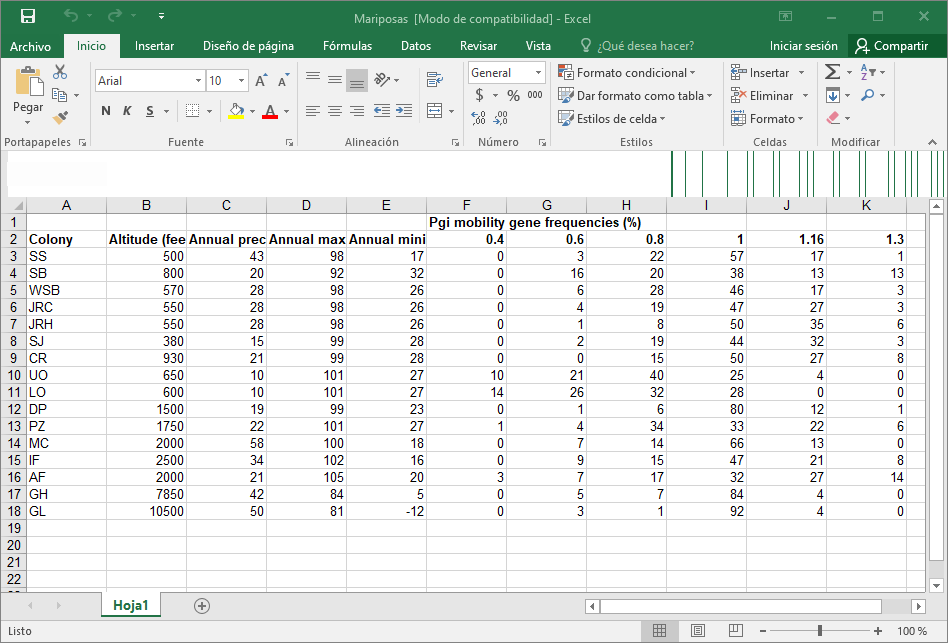 Mariposas [Modo de compatibilidad] - Excel
Archivo Inicio Insertar Diseño de página Fórmulas Datos Revisar Vista ¿Qué desea hacer? Iniciar sesión Compartir
Arial 10 General Formato condicional Insertar
Pegar N K S $ % 000 Dar formato como tabla Eliminar
Estilos de celda Formato
Portapapeles Fuente Alineación Número Estilos Celdas Modificar
A B C D E F G H I J K
1 Pgi mobility gene frequencies (%)
2 Colony Altitude (fee Annual prec Annual max Annual mini 0.4 0.6 0.8 1 1.16 1.3
3 SS 500 43 98 17 0 3 22 57 17 1
4 SB 800 20 92 32 0 16 20 38 13 13
5 WSB 570 28 98 26 0 6 28 46 17 3
6 JRC 550 28 98 26 0 4 19 47 27 3
7 JRH 550 28 98 26 0 1 8 50 35 6
8 SJ 380 15 99 28 0 2 19 44 32 3
9 CR 930 21 99 28 0 0 15 50 27 8
10 UO 650 10 101 27 10 21 40 25 4 0
11 LO 600 10 101 27 14 26 32 28 0 0
12 DP 1500 19 99 23 0 1 6 80 12 1
13 PZ 1750 22 101 27 1 4 34 33 22 6
14 MC 2000 58 100 18 0 7 14 66 13 0
15 IF 2500 34 102 16 0 9 15 47 21 8
16 AF 2000 21 105 20 3 7 17 32 27 14
17 GH 7850 42 84 5 0 5 7 84 4 0
18 GL 10500 50 81 -12 0 3 1 92 4 0
19
20
21
22
Hoja1
Listo 100 %